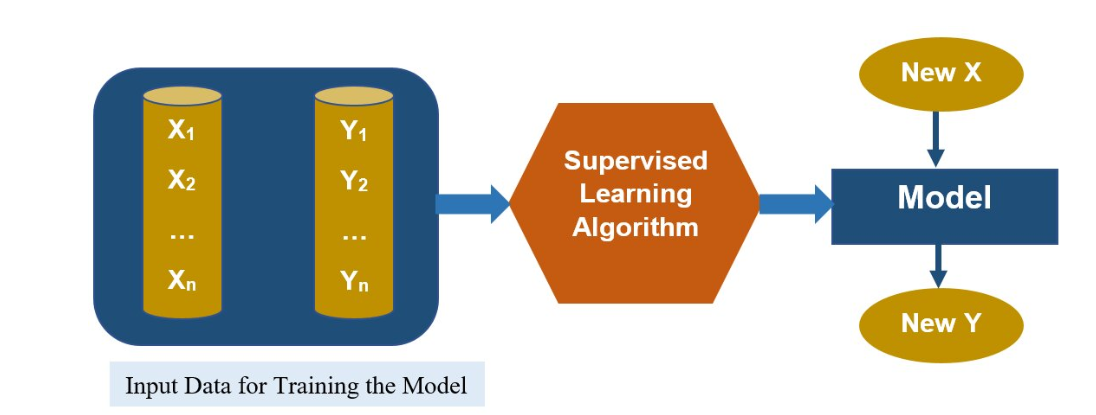 X1
X2
...
Xn
Y1
Y2
...
Yn
Input Data for Training the Model
Supervised
Learning
Algorithm
New X
Model
New Y